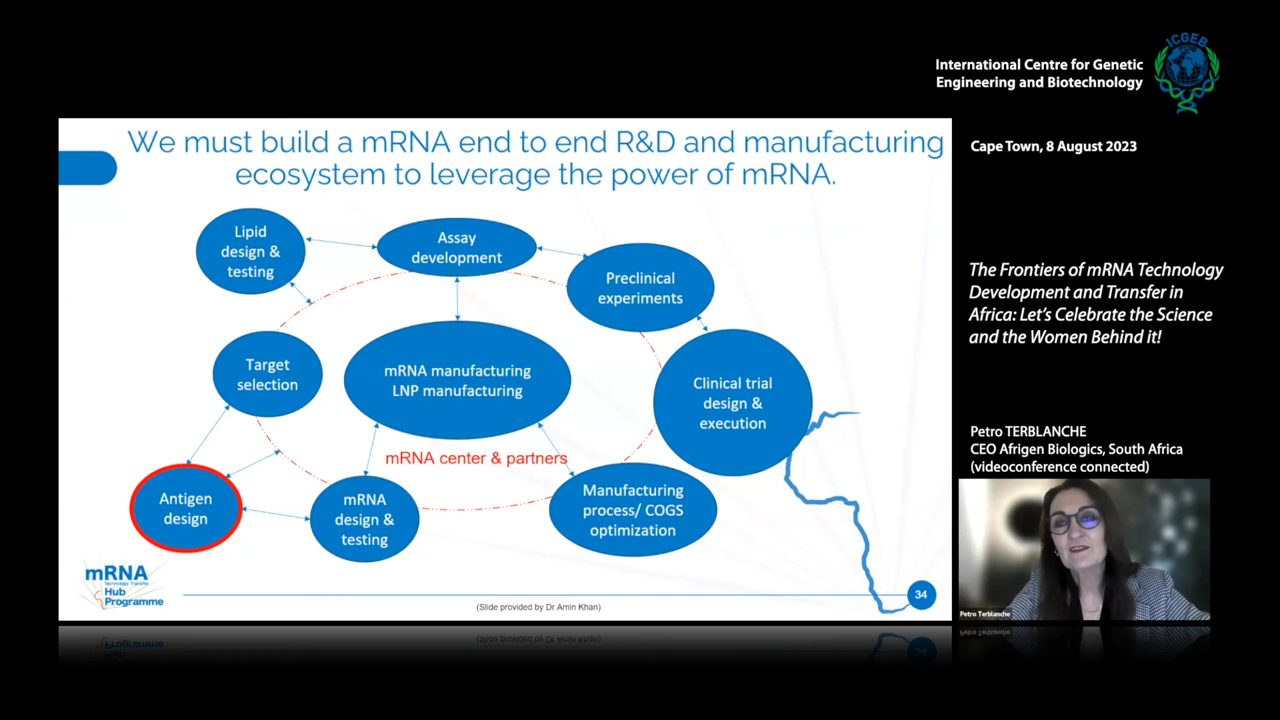 ICGEB
International Centre for Genetic
Engineering and Biotechnology
We must build a mRNA end to end R&D and manufacturing
ecosystem to leverage the power of mRNA.
Lipid
design &
testing
Assay
development
Preclinical
experiments
Target
selection
mRNA manufacturing
LNP manufacturing
Clinical trial
design &
execution
mRNA center & partners
Antigen
design
mRNA
design &
testing
Manufacturing
process/ COGS
optimization
mRNA
Technology Transfer
Hub
Programme
(Slide provided by Dr Amin Khan)
34
Cape Town, 8 August 2023
The Frontiers of mRNA Technology
Development and Transfer in
Africa: Let's Celebrate the Science
and the Women Behind it!
Petro TERBLANCHE
CEO Afrigen Biologics, South Africa
(videoconference connected)
Petro Terblanche